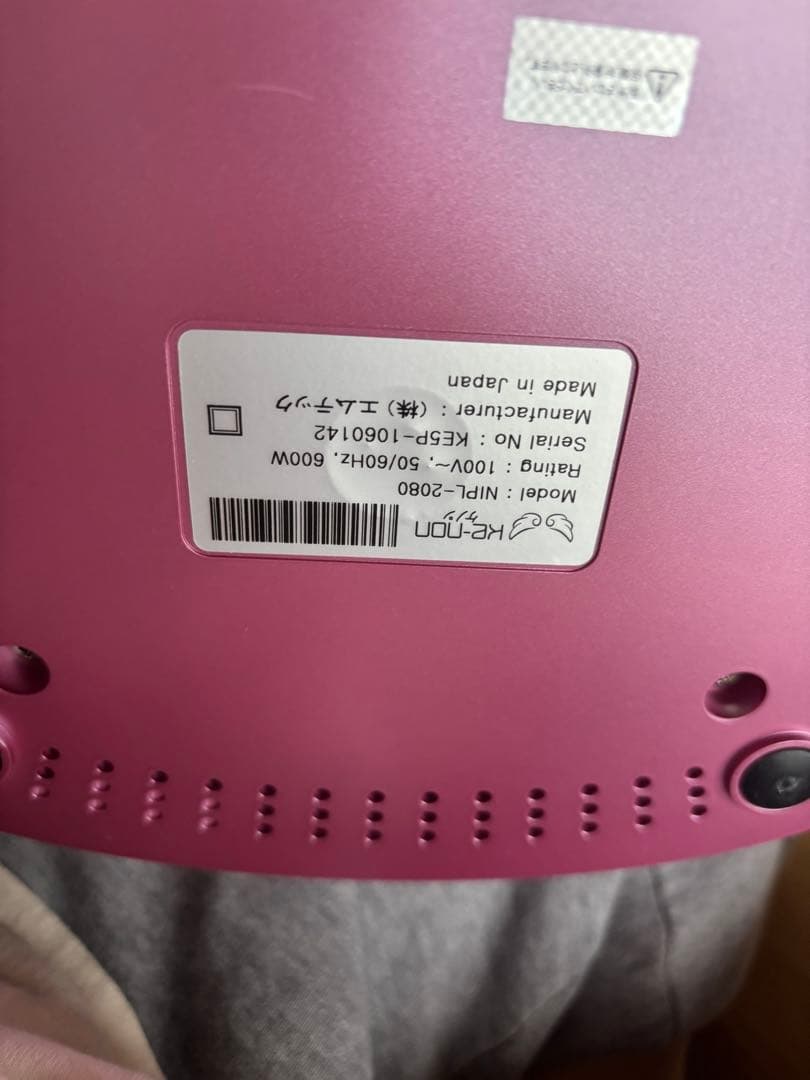 Ke-non
ケノン
Model : NIPL-2080
Rating : 100V~, 50/60Hz, 600W
Serial No : KE5P-1060142
Manufacturer : (株) エムテック
Made in Japan